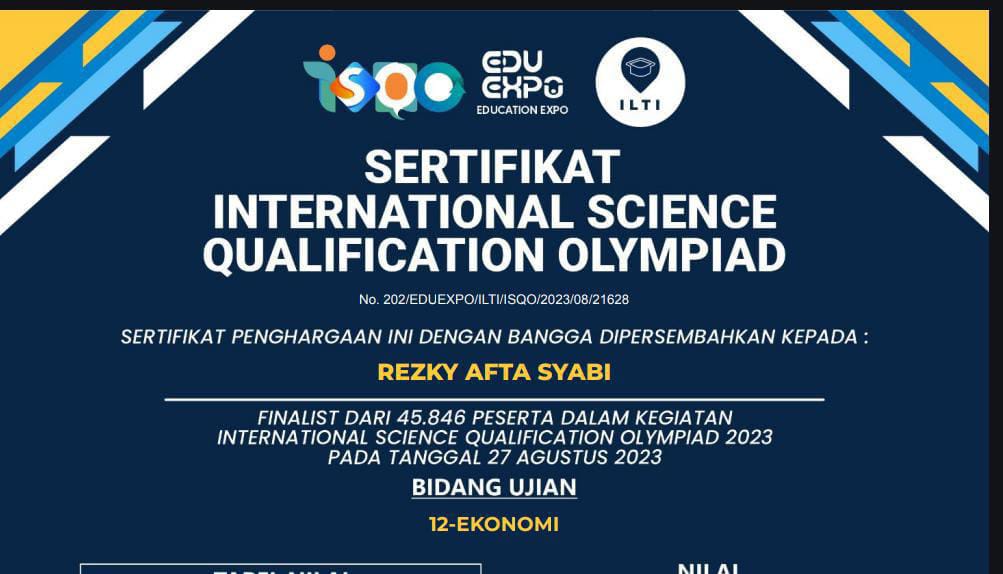 isqo
EDU
EXPO
EDUCATION EXPO
ILTI
SERTIFIKAT
INTERNATIONAL SCIENCE
QUALIFICATION OLYMPIAD
No. 202/EDUEXPO/ILTI/ISQO/2023/08/21628
SERTIFIKAT PENGHARGAAN INI DENGAN BANGGA DIPERSEMBAHKAN KEPADA :
REZKY AFTA SYABI
FINALIST DARI 45.846 PESERTA DALAM KEGIATAN
INTERNATIONAL SCIENCE QUALIFICATION OLYMPIAD 2023
PADA TANGGAL 27 AGUSTUS 2023
BIDANG UJIAN
12-EKONOMI
TABEL NILAI
NILAI